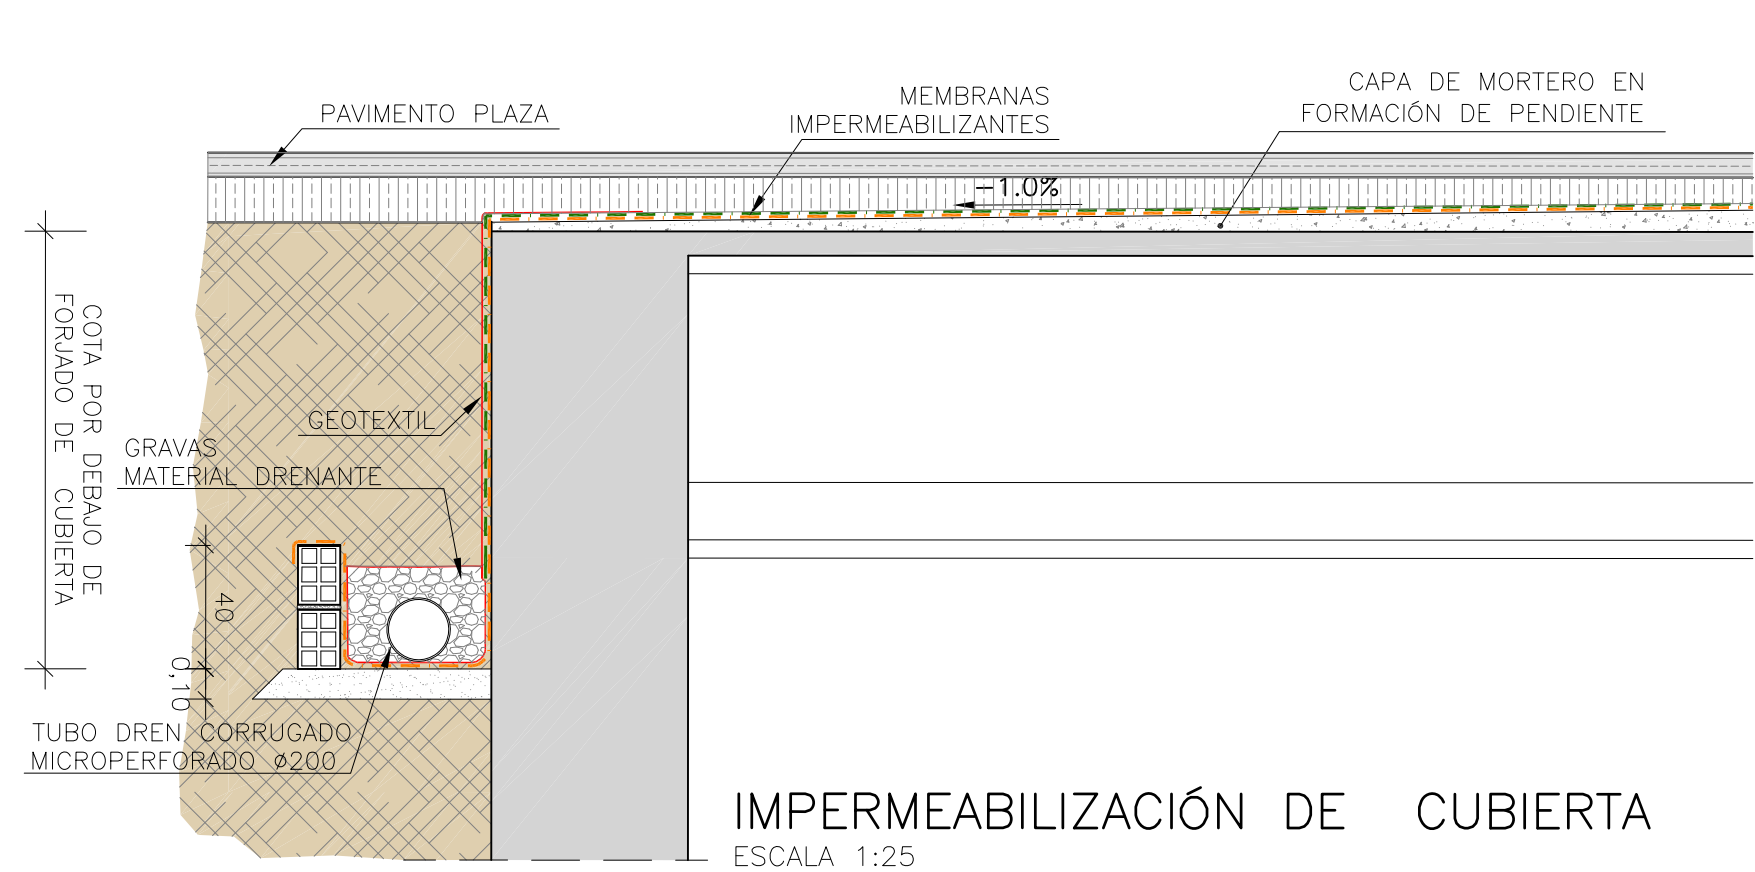 CAPA DE MORTERO EN
FORMACIÓN DE PENDIENTE
MEMBRANAS
IMPERMEABILIZANTES
PAVIMENTO PLAZA
-1.0%
COTA POR DEBAJO DE
FORJADO DE CUBIERTA
GEOTEXTIL
GRAVAS
MATERIAL DRENANTE
40
0,10
TUBO DREN CORRUGADO
MICROPERFORADO Ø200
IMPERMEABILIZACIÓN DE CUBIERTA
ESCALA 1:25